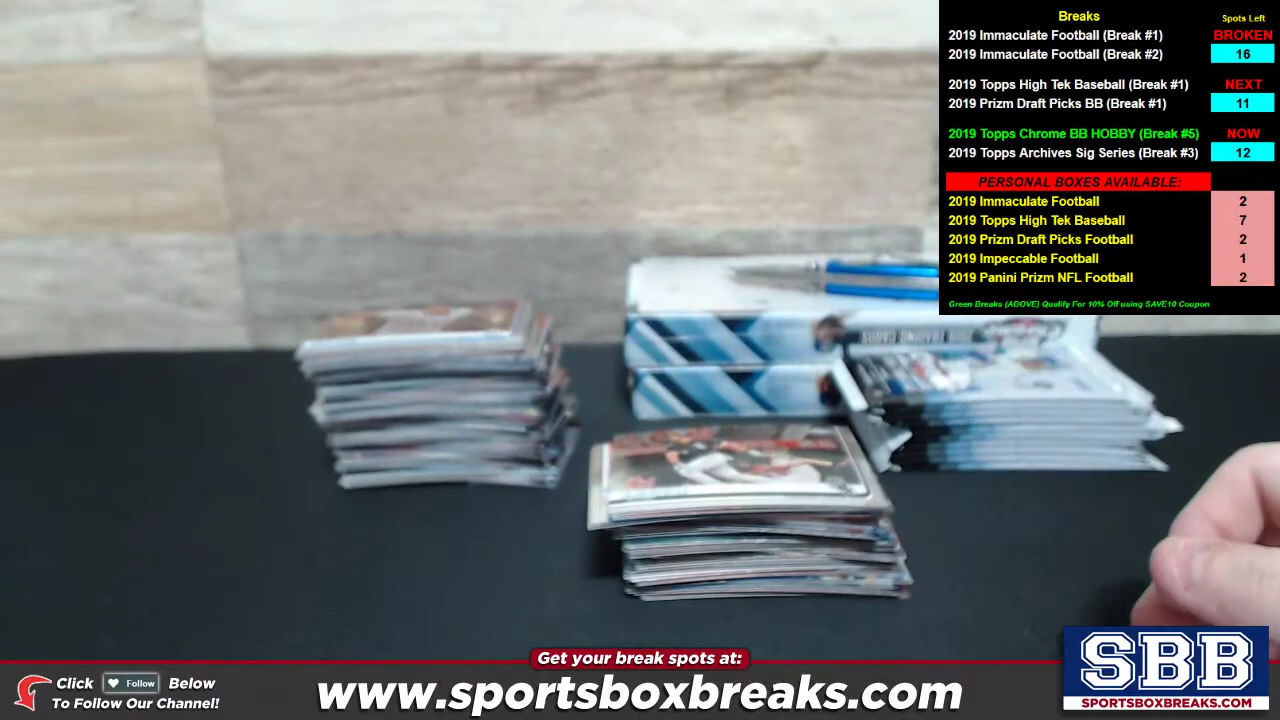 Breaks Spots Left
2019 Immaculate Football (Break #1) BROKEN
2019 Immaculate Football (Break #2) 16
2019 Topps High Tek Baseball (Break #1) NEXT
2019 Prizm Draft Picks BB (Break #1) 11
2019 Topps Chrome BB HOBBY (Break #5) NOW
2019 Topps Archives Sig Series (Break #3) 12
PERSONAL BOXES AVAILABLE:
2019 Immaculate Football 2
2019 Topps High Tek Baseball 7
2019 Prizm Draft Picks Football 2
2019 Impeccable Football 1
2019 Panini Prizm NFL Football 2
Green Breaks (ABOVE) Qualify For 10% Off using SAVE10 Coupon
TRADING CARDS
Get your break spots at:
Click Follow Below
To Follow Our Channel!
www.sportsboxbreaks.com
SBB
SPORTSBOXBREAKS.COM